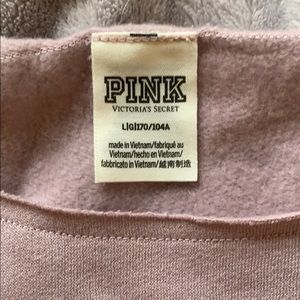 PINK
VICTORIA'S SECRET
L|G|170/104A
made in Vietnam/fabriqué au
Vietnam/hecho en Vietnam/
fabbricato in Vietnam/越南制造